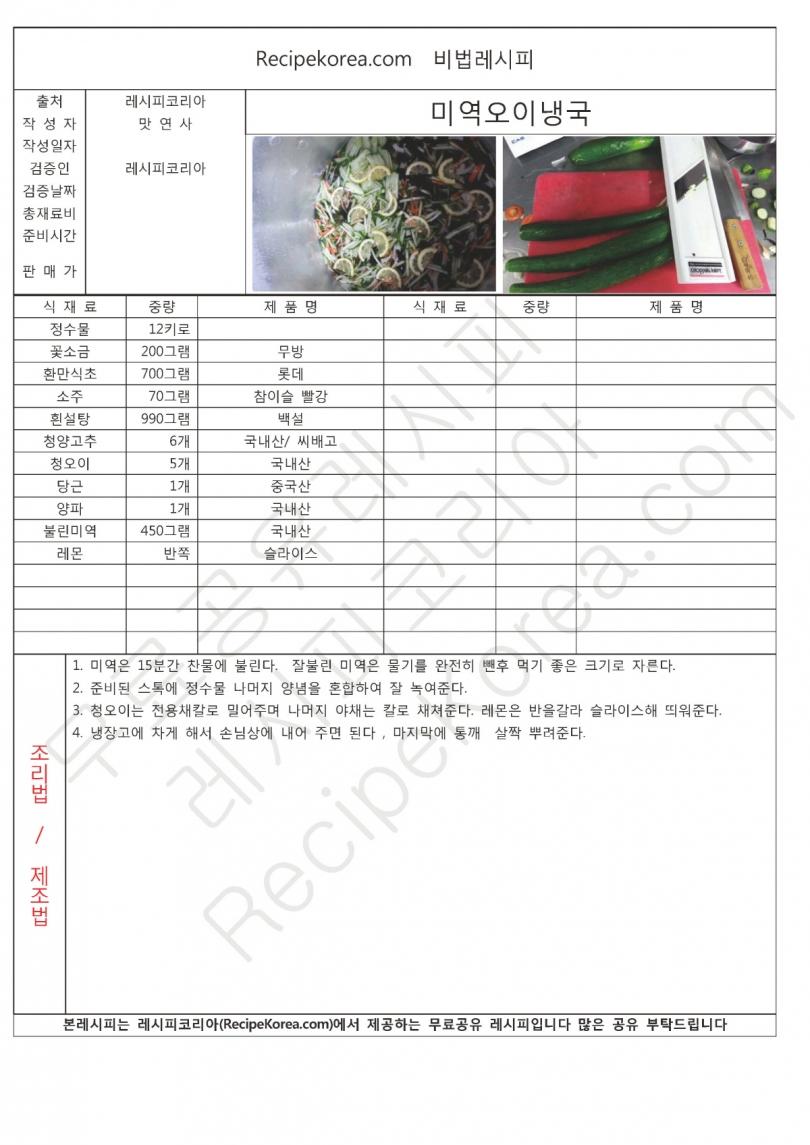 Recipekorea.com 비법레시피
출처 레시피코리아
작 성 자 맛 연 사
작성일자
검증인 레시피코리아
검증날짜
총재료비
준비시간
판 매 가
미역오이냉국
식 재 료 중량 제 품 명 식 재 료 중량 제 품 명
정수물 12키로
꽃소금 200그램 무방
환만식초 700그램 롯데
소주 70그램 참이슬 빨강
흰설탕 990그램 백설
청양고추 6개 국내산/ 씨배고
청오이 5개 국내산
당근 1개 중국산
양파 1개 국내산
불린미역 450그램 국내산
레몬 반쪽 슬라이스
조리법 / 제조법
1. 미역은 15분간 찬물에 불린다. 잘불린 미역은 물기를 완전히 뺀후 먹기 좋은 크기로 자른다.
2. 준비된 스톡에 정수물 나머지 양념을 혼합하여 잘 녹여준다.
3. 청오이는 전용채칼로 밀어주며 나머지 야채는 칼로 채쳐준다. 레몬은 반을갈라 슬라이스해 띄워준다.
4. 냉장고에 차게 해서 손님상에 내어 주면 된다 , 마지막에 통깨 살짝 뿌려준다.
무료공유레시피
레시피코리아
Recipekorea.com
본레시피는 레시피코리아(RecipeKorea.com)에서 제공하는 무료공유 레시피입니다 많은 공유 부탁드립니다